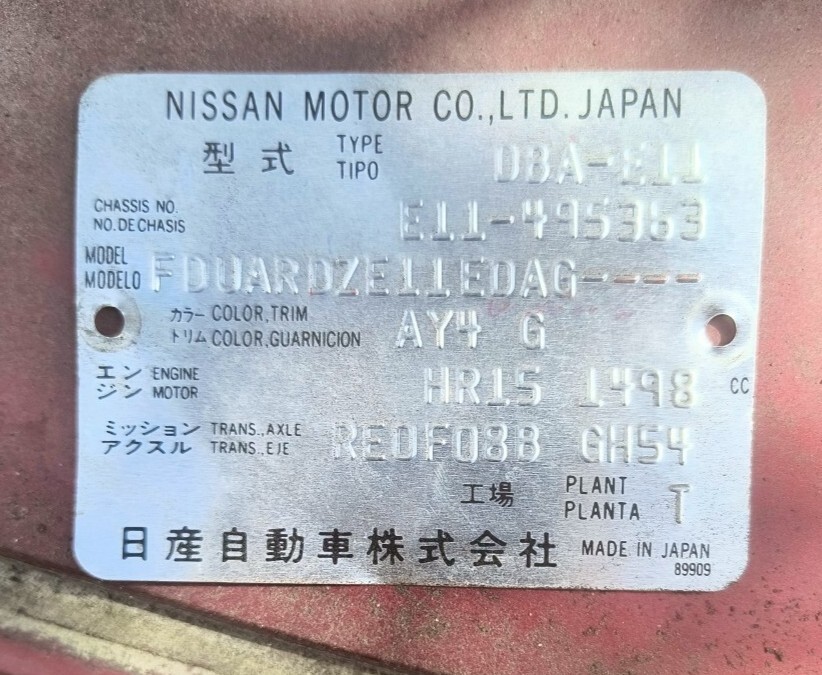 NISSAN MOTOR CO.,LTD. JAPAN
型式 TYPE TIPO DBA-E11
CHASSIS NO. NO.DE CHASIS E11-495353
MODEL MODELO FDUARDZE11EDAG----
カラー COLOR,TRIM
トリム COLOR,GUARNICION AY4 G
エン ENGINE
ジン MOTOR HR15 1498 CC
ミッション TRANS.,AXLE
アクスル TRANS.,EJE RE0F08B GH54
工場 PLANT PLANTA T
日産自動車株式会社 MADE IN JAPAN
89909